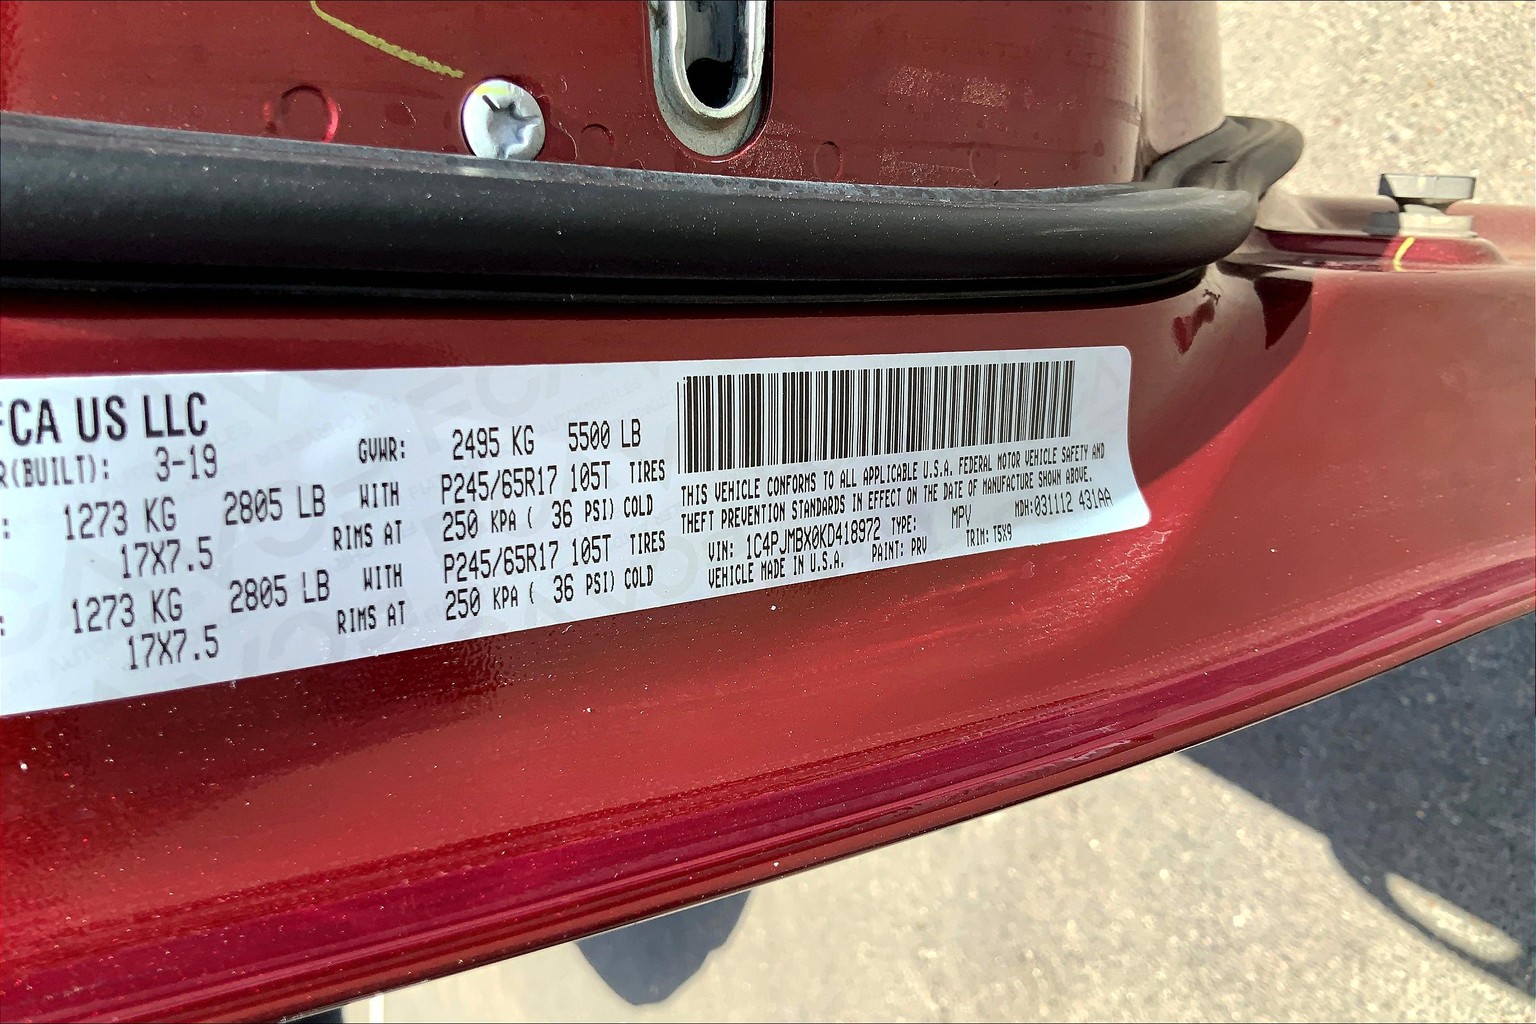 FCA US LLC
R(BUILT): 3-19 GVWR: 2495 KG 5500 LB
: 1273 KG 2805 LB WITH P245/65R17 105T TIRES
17X7.5 RIMS AT 250 KPA ( 36 PSI) COLD
: 1273 KG 2805 LB WITH P245/65R17 105T TIRES
17X7.5 RIMS AT 250 KPA ( 36 PSI) COLD
THIS VEHICLE CONFORMS TO ALL APPLICABLE U.S.A. FEDERAL MOTOR VEHICLE SAFETY AND
THEFT PREVENTION STANDARDS IN EFFECT ON THE DATE OF MANUFACTURE SHOWN ABOVE.
VIN: 1C4PJMBX0KD418972 TYPE: MPV MDH:031112 431AA
VEHICLE MADE IN U.S.A. PAINT: PRV TRIM: T5X9